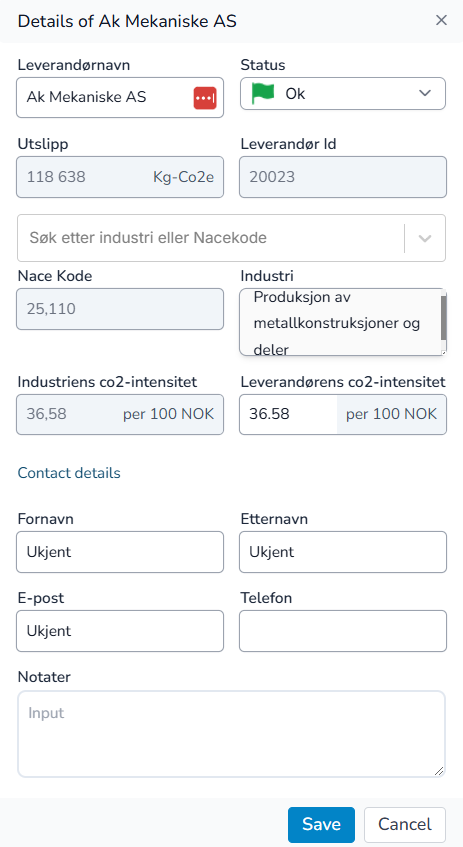 Details of Ak Mekaniske AS
Leverandørnavn
Status
Ak Mekaniske AS
Ok
Utslipp
Leverandør Id
118 638 Kg-Co2e
20023
Søk etter industri eller Nacekode
Nace Kode
Industri
25,110
Produksjon av
metallkonstruksjoner og
deler
Industriens co2-intensitet
Leverandørens co2-intensitet
36,58 per 100 NOK
36.58 per 100 NOK
Contact details
Fornavn
Etternavn
Ukjent
Ukjent
E-post
Telefon
Ukjent
Notater
Input
Save
Cancel